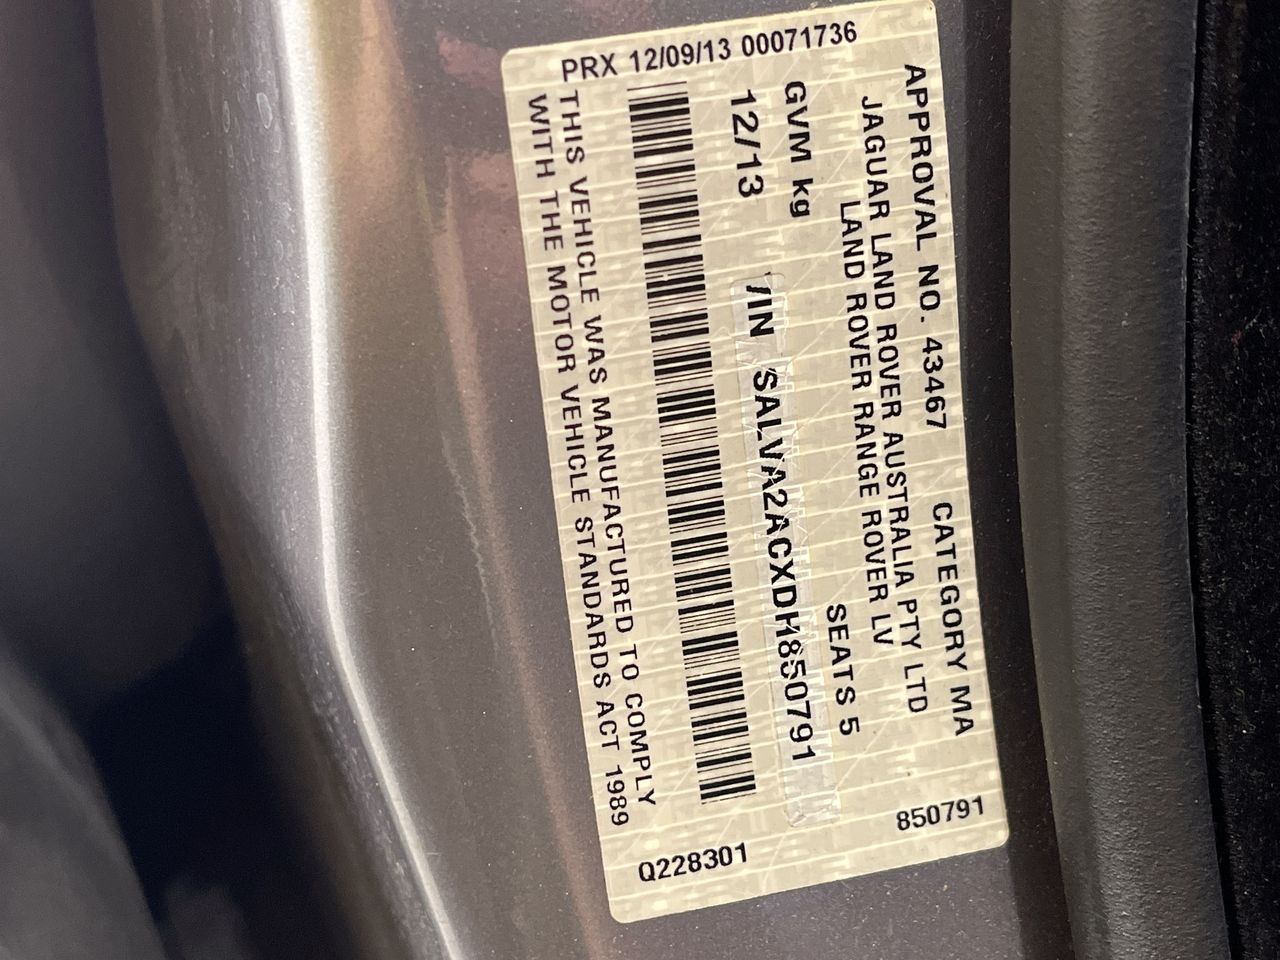 PRX 12/09/13 00071736
APPROVAL NO. 43467 CATEGORY MA
JAGUAR LAND ROVER AUSTRALIA PTY LTD
LAND ROVER RANGE ROVER LV
GVM kg SEATS 5
12/13 /IN SALVA2ACXDH850791
THIS VEHICLE WAS MANUFACTURED TO COMPLY
WITH THE MOTOR VEHICLE STANDARDS ACT 1989
Q228301 850791